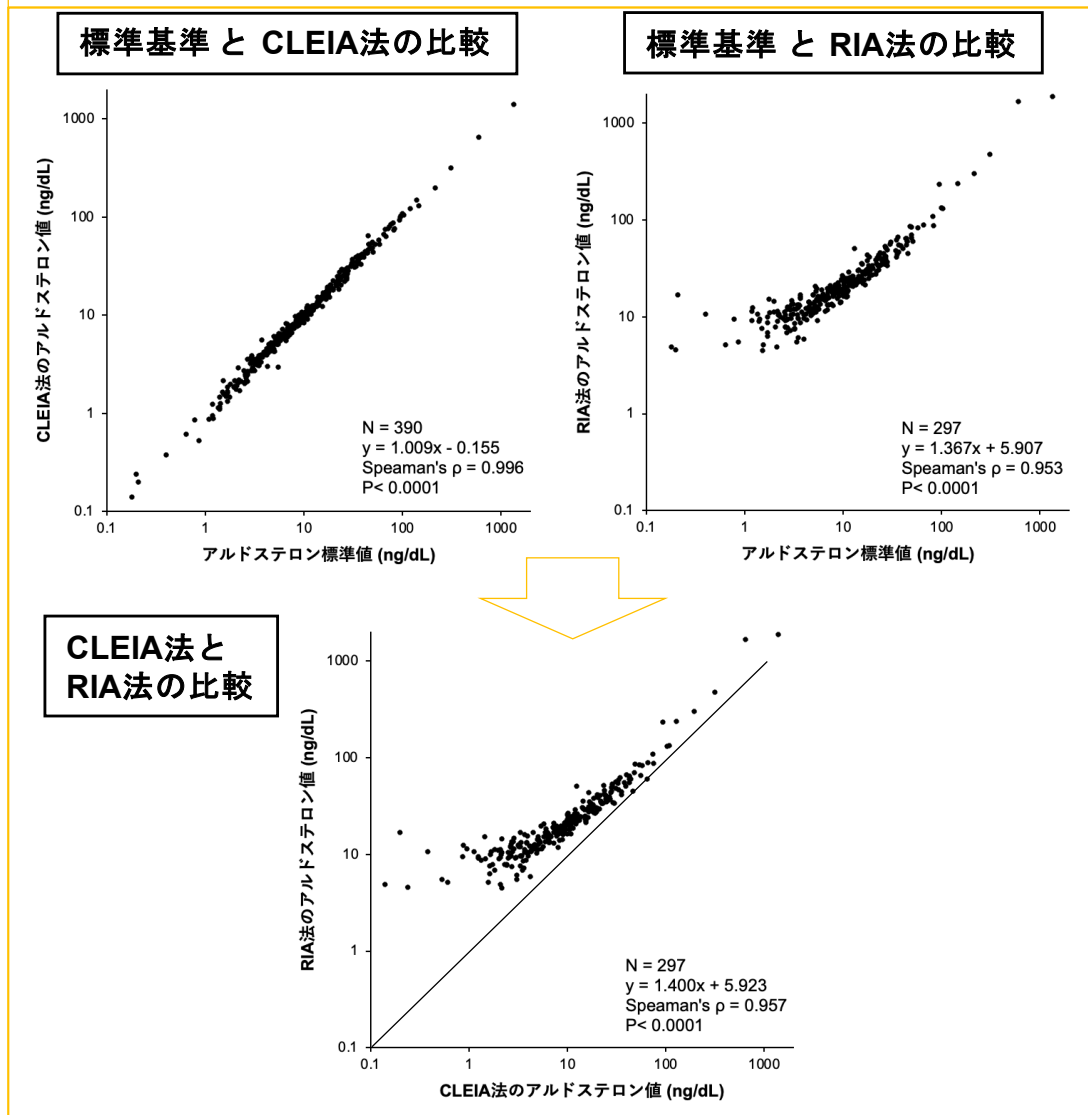 標準基準 と CLEIA法の比較
CLEIA法のアルドステロン値 (ng/dL)
1000
100
10
1
0.1
N = 390
y = 1.009x - 0.155
Speaman's ρ = 0.996
P< 0.0001
0.1 1 10 100 1000
アルドステロン標準値 (ng/dL)
標準基準 と RIA法の比較
RIA法のアルドステロン値 (ng/dL)
1000
100
10
1
0.1
N = 297
y = 1.367x + 5.907
Speaman's ρ = 0.953
P< 0.0001
0.1 1 10 100 1000
アルドステロン標準値 (ng/dL)
CLEIA法と
RIA法の比較
RIA法のアルドステロン値 (ng/dL)
1000
100
10
1
0.1
N = 297
y = 1.400x + 5.923
Speaman's ρ = 0.957
P< 0.0001
0.1 1 10 100 1000
CLEIA法のアルドステロン値 (ng/dL)